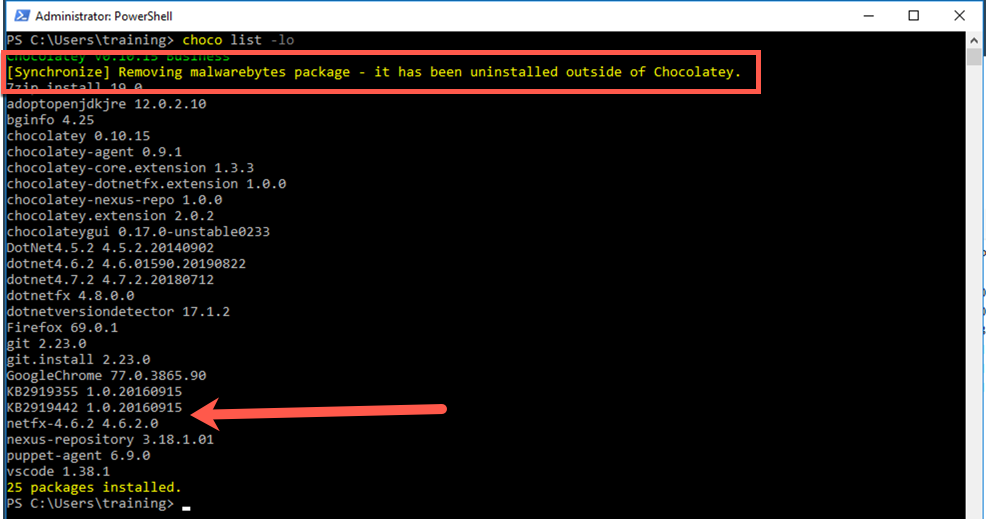 Administrator: PowerShell
PS C:\Users\training> choco list -lo
Chocolatey v0.10.15 Business
[Synchronize] Removing malwarebytes package - it has been uninstalled outside of Chocolatey.
7zip.install 19.0
adoptopenjdkjre 12.0.2.10
bginfo 4.25
chocolatey 0.10.15
chocolatey-agent 0.9.1
chocolatey-core.extension 1.3.3
chocolatey-dotnetfx.extension 1.0.0
chocolatey-nexus-repo 1.0.0
chocolatey.extension 2.0.2
chocolateygui 0.17.0-unstable0233
DotNet4.5.2 4.5.2.20140902
dotnet4.6.2 4.6.01590.20190822
dotnet4.7.2 4.7.2.20180712
dotnetfx 4.8.0.0
dotnetversiondetector 17.1.2
Firefox 69.0.1
git 2.23.0
git.install 2.23.0
GoogleChrome 77.0.3865.90
KB2919355 1.0.20160915
KB2919442 1.0.20160915
netfx-4.6.2 4.6.2.0
nexus-repository 3.18.1.01
puppet-agent 6.9.0
vscode 1.38.1
25 packages installed.
PS C:\Users\training>